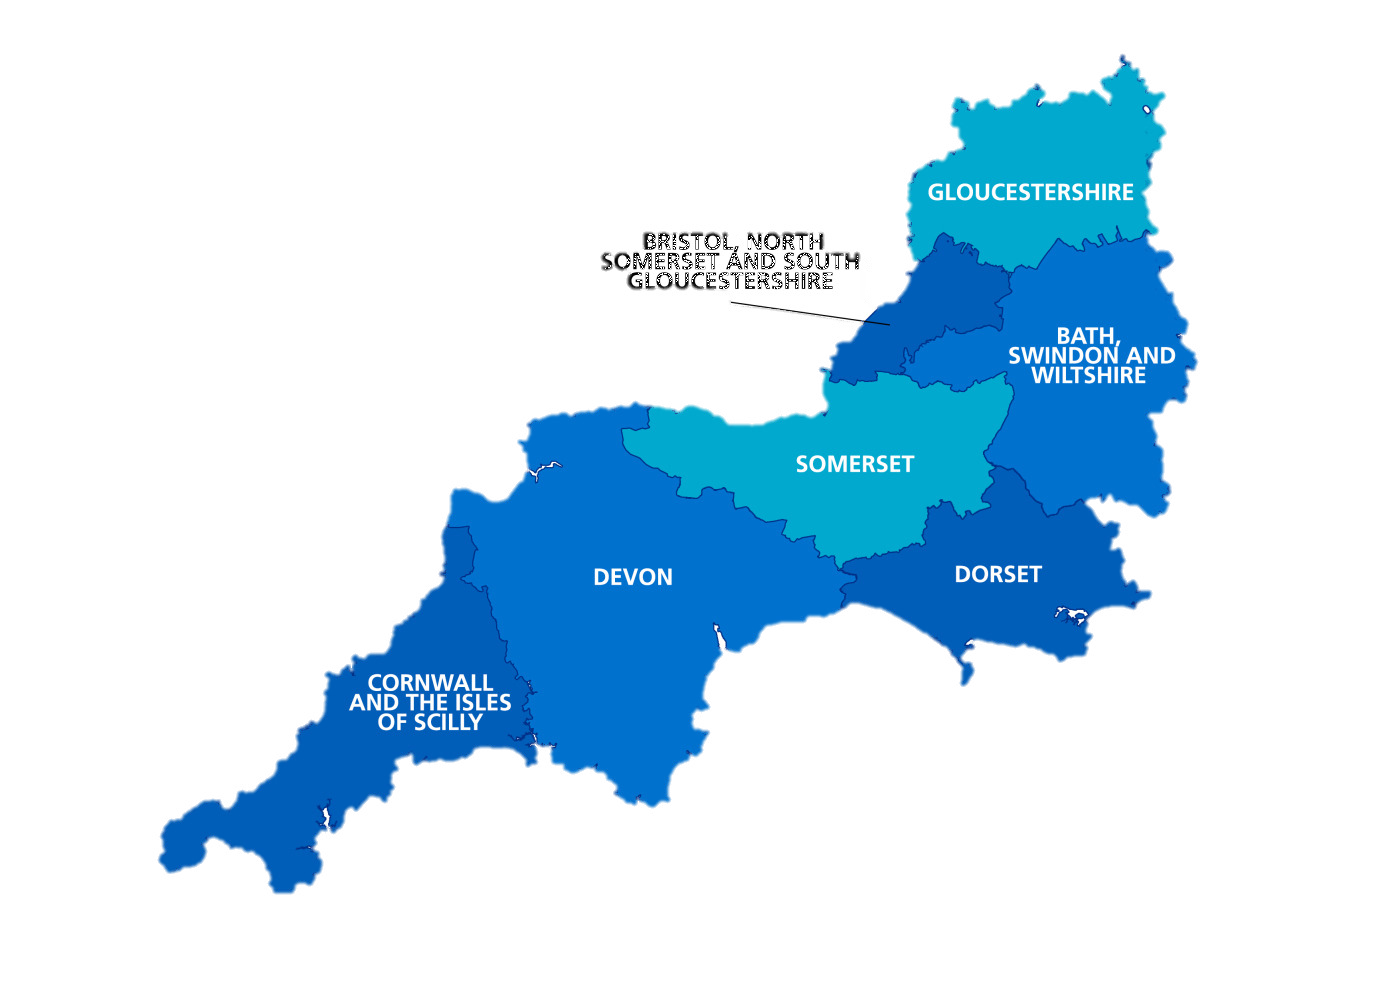 GLOUCESTERSHIRE
BRISTOL, NORTH
SOMERSET AND SOUTH
GLOUCESTERSHIRE
BATH,
SWINDON AND
WILTSHIRE
SOMERSET
DORSET
DEVON
CORNWALL
AND THE ISLES
OF SCILLY